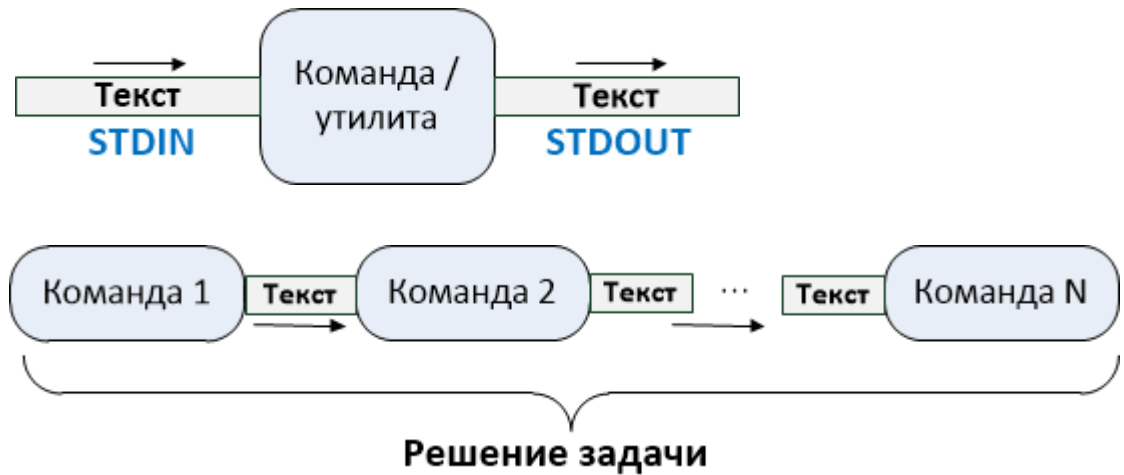 Текст
STDIN
Команда /
утилита
Текст
STDOUT
Команда 1
Текст
Команда 2
Текст
...
Текст
Команда N
Решение задачи